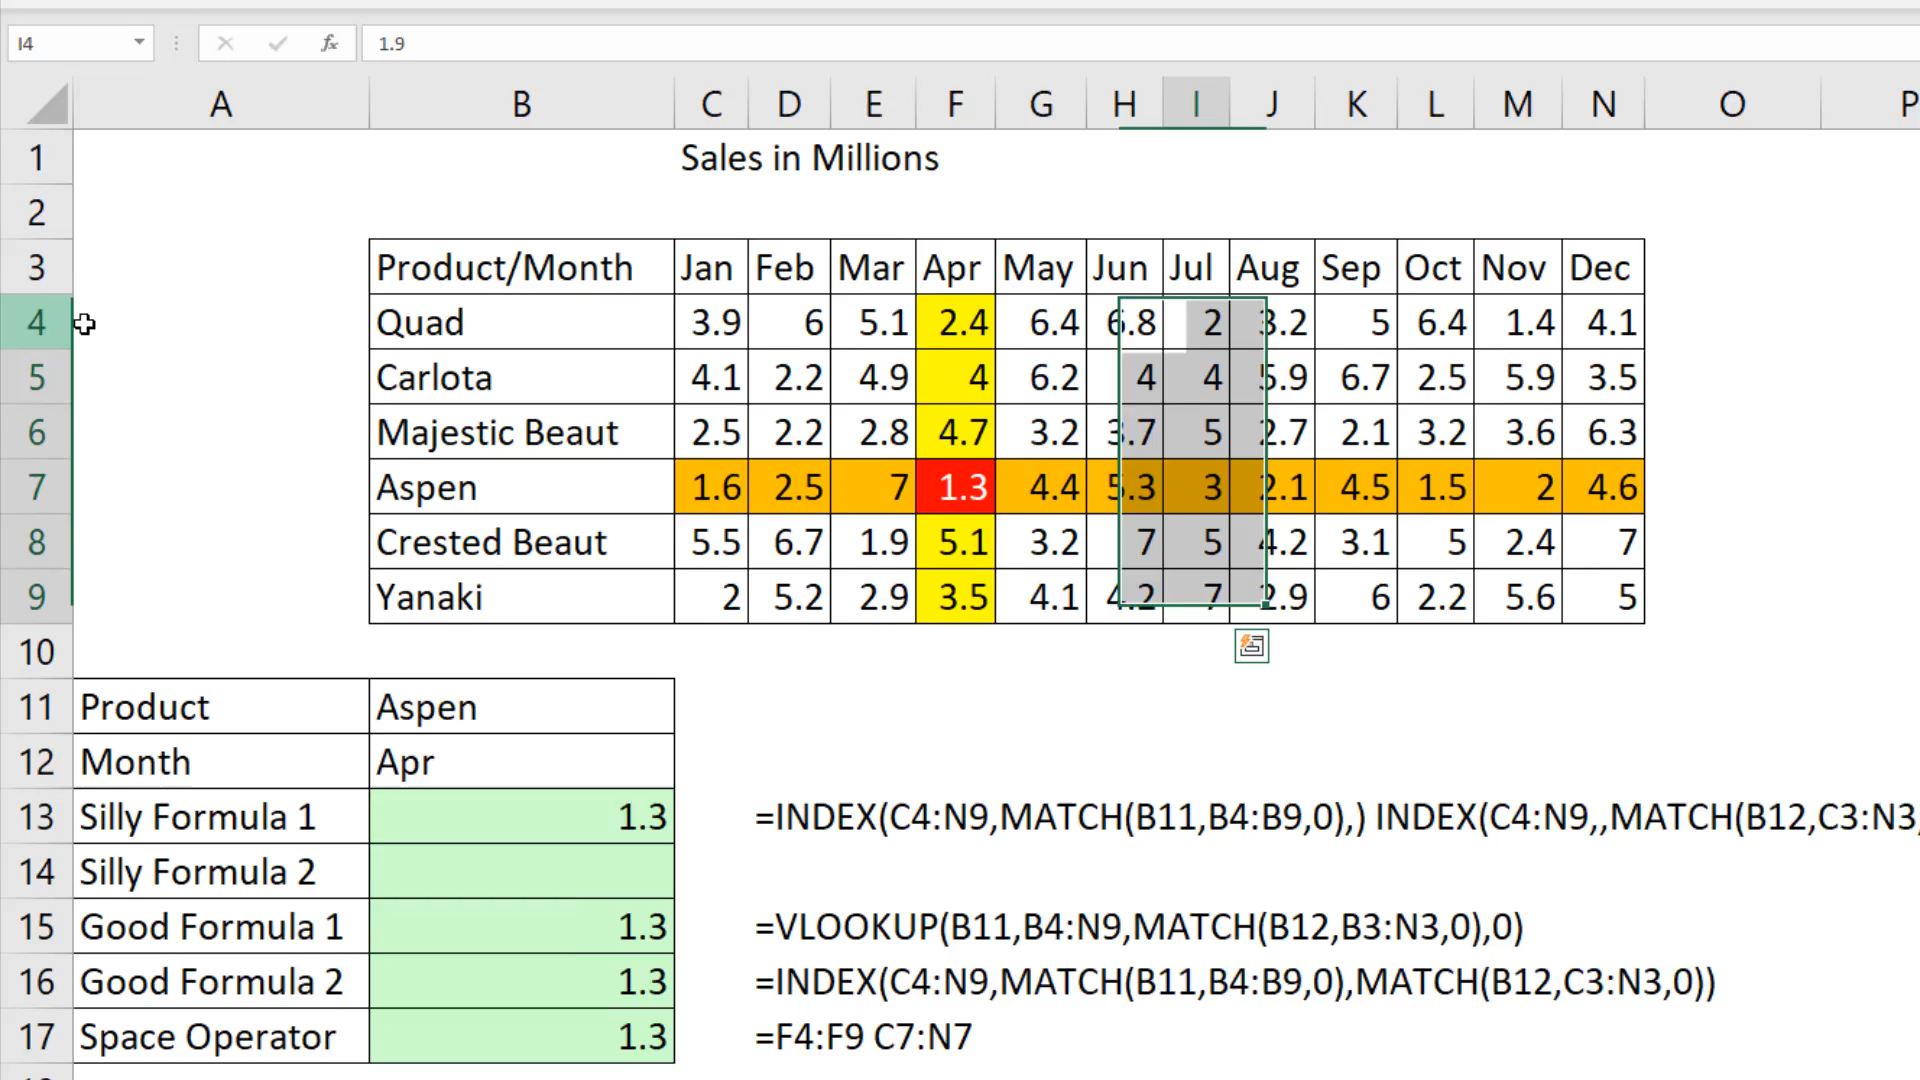 I4 fx 1.9
A B C D E F G H I J K L M N O P
1 Sales in Millions
2
3 Product/Month Jan Feb Mar Apr May Jun Jul Aug Sep Oct Nov Dec
4 Quad 3.9 6 5.1 2.4 6.4 6.8 2 3.2 5 6.4 1.4 4.1
5 Carlota 4.1 2.2 4.9 4 6.2 4 4 5.9 6.7 2.5 5.9 3.5
6 Majestic Beaut 2.5 2.2 2.8 4.7 3.2 3.7 5 2.7 2.1 3.2 3.6 6.3
7 Aspen 1.6 2.5 7 1.3 4.4 5.3 3 2.1 4.5 1.5 2 4.6
8 Crested Beaut 5.5 6.7 1.9 5.1 3.2 7 5 4.2 3.1 5 2.4 7
9 Yanaki 2 5.2 2.9 3.5 4.1 4.2 7 2.9 6 2.2 5.6 5
10
11 Product Aspen
12 Month Apr
13 Silly Formula 1 1.3 =INDEX(C4:N9,MATCH(B11,B4:B9,0),) INDEX(C4:N9,,MATCH(B12,C3:N3,
14 Silly Formula 2
15 Good Formula 1 1.3 =VLOOKUP(B11,B4:N9,MATCH(B12,B3:N3,0),0)
16 Good Formula 2 1.3 =INDEX(C4:N9,MATCH(B11,B4:B9,0),MATCH(B12,C3:N3,0))
17 Space Operator 1.3 =F4:F9 C7:N7